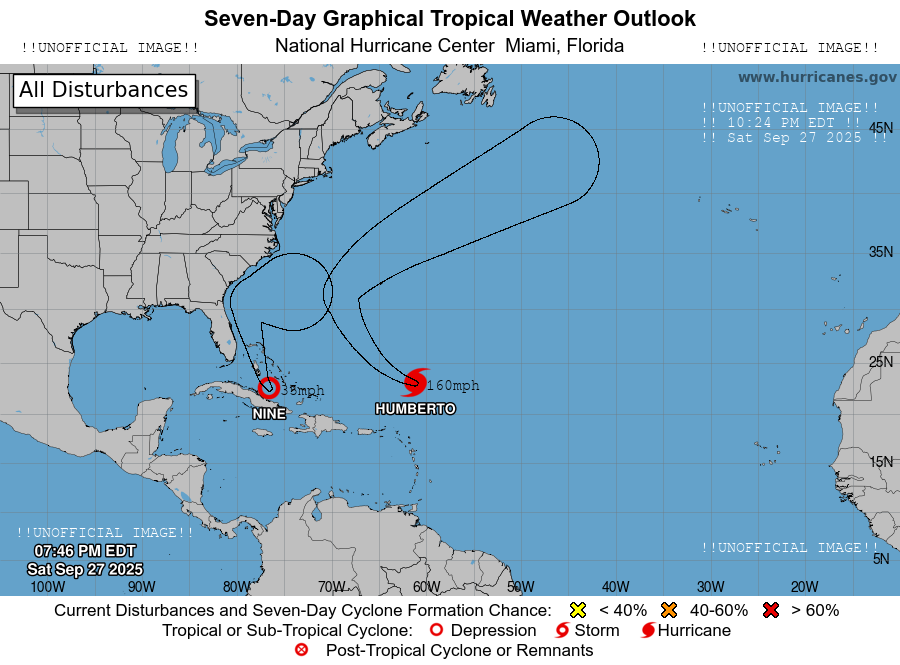 Seven-Day Graphical Tropical Weather Outlook
!!UNOFFICIAL IMAGE!! National Hurricane Center Miami, Florida !!UNOFFICIAL IMAGE!!
All Disturbances
www.hurricanes.gov
!!UNOFFICIAL IMAGE!!
!! 10:24 PM EDT !!
!! Sat Sep 27 2025 !!
45N
35N
25N
35mph
160mph
NINE
HUMBERTO
15N
!!UNOFFICIAL IMAGE!!
!!UNOFFICIAL IMAGE!!
07:46 PM EDT
Sat Sep 27 2025
5N
100W 90W 80W 70W 60W 50W 40W 30W 20W
Current Disturbances and Seven-Day Cyclone Formation Chance: < 40% 40-60% > 60%
Tropical or Sub-Tropical Cyclone: Depression Storm Hurricane
Post-Tropical Cyclone or Remnants